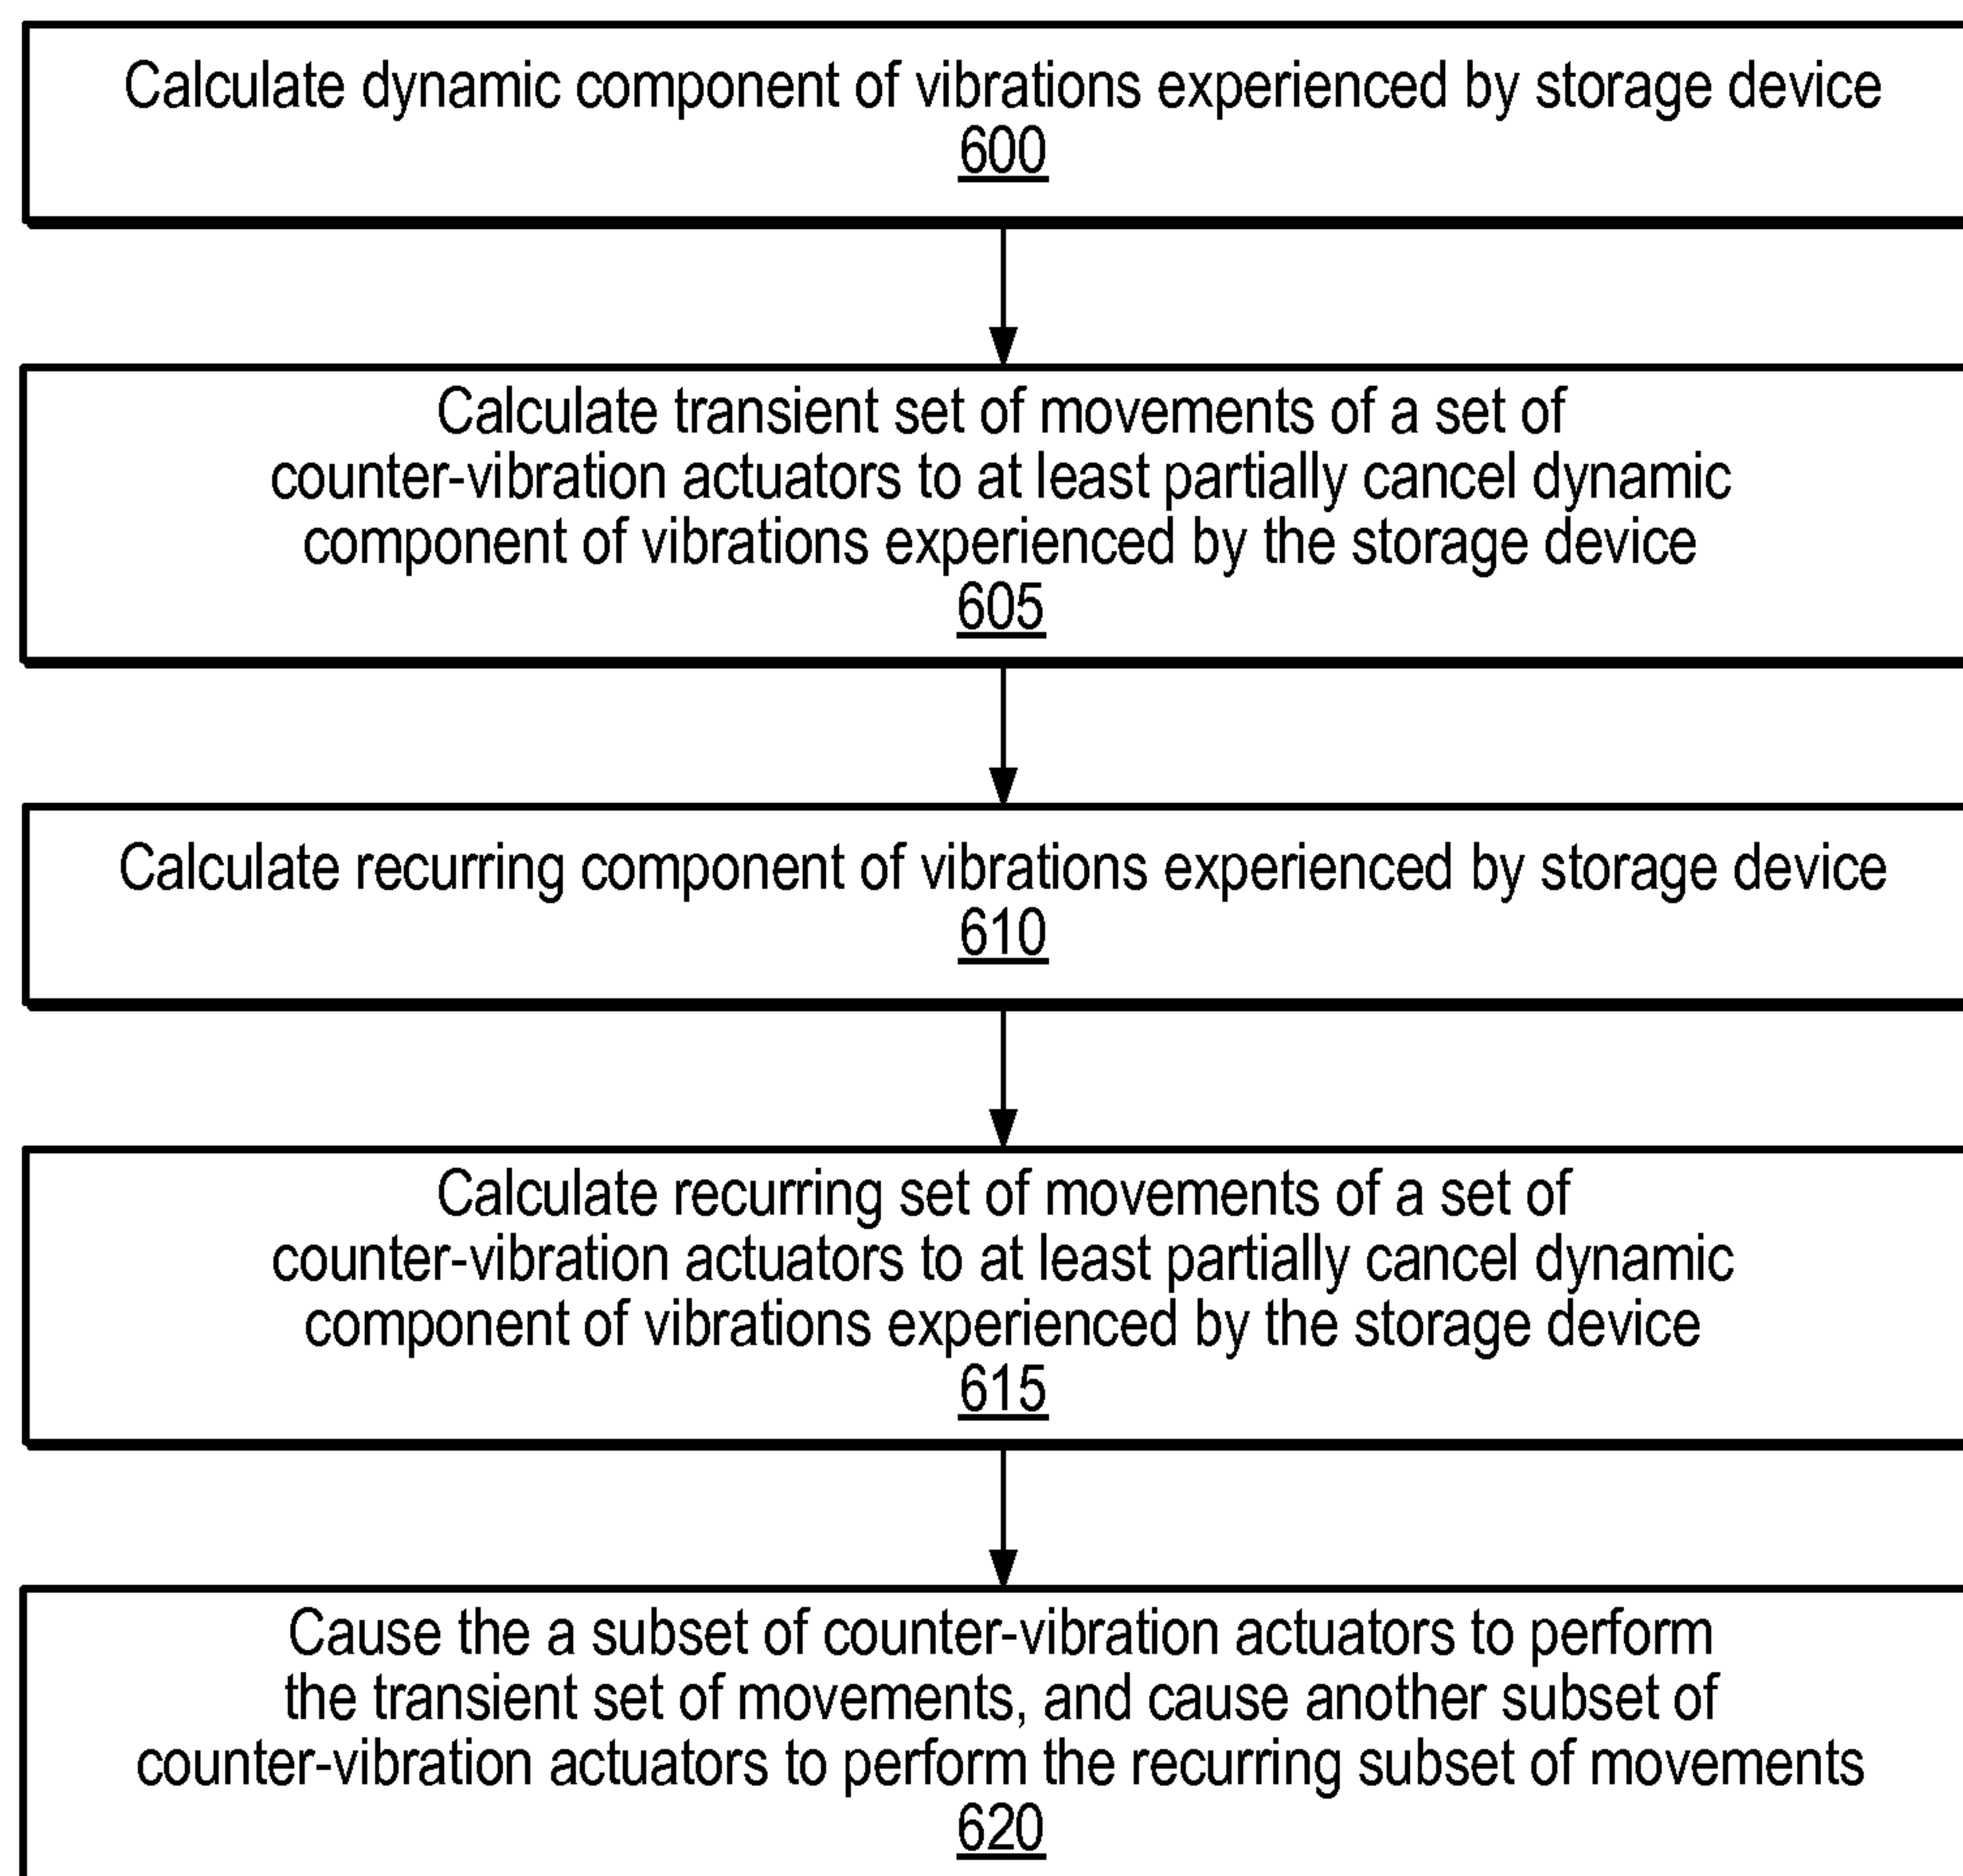 Calculate dynamic component of vibrations experienced by storage device
600
Calculate transient set of movements of a set of
counter-vibration actuators to at least partially cancel dynamic
component of vibrations experienced by the storage device
605
Calculate recurring component of vibrations experienced by storage device
610
Calculate recurring set of movements of a set of
counter-vibration actuators to at least partially cancel dynamic
component of vibrations experienced by the storage device
615
Cause the a subset of counter-vibration actuators to perform
the transient set of movements, and cause another subset of
counter-vibration actuators to perform the recurring subset of movements
620